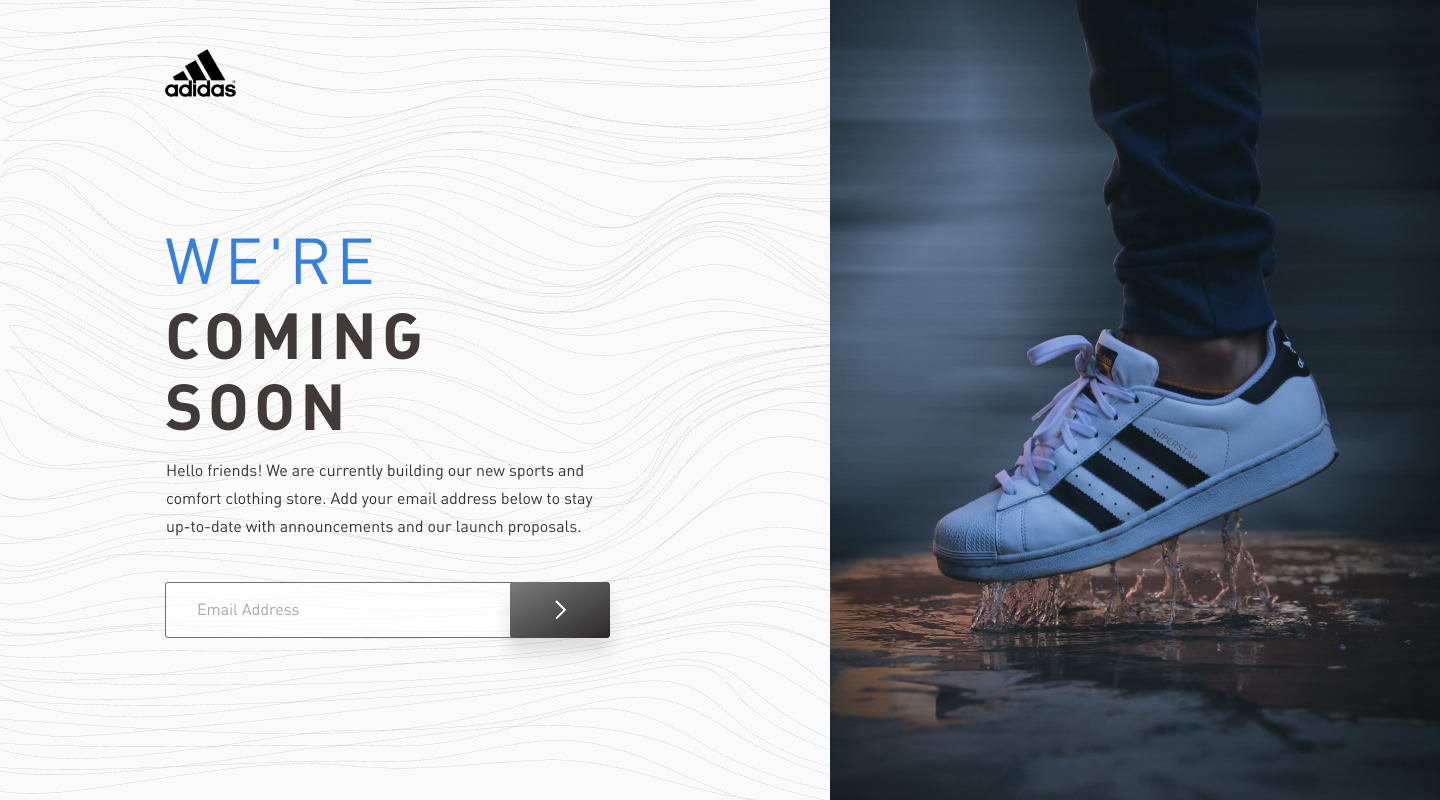 adidas
WE'RE
COMING
SOON
Hello friends! We are currently building our new sports and
comfort clothing store. Add your email address below to stay
up-to-date with announcements and our launch proposals.
Email Address
SUPERSTAR